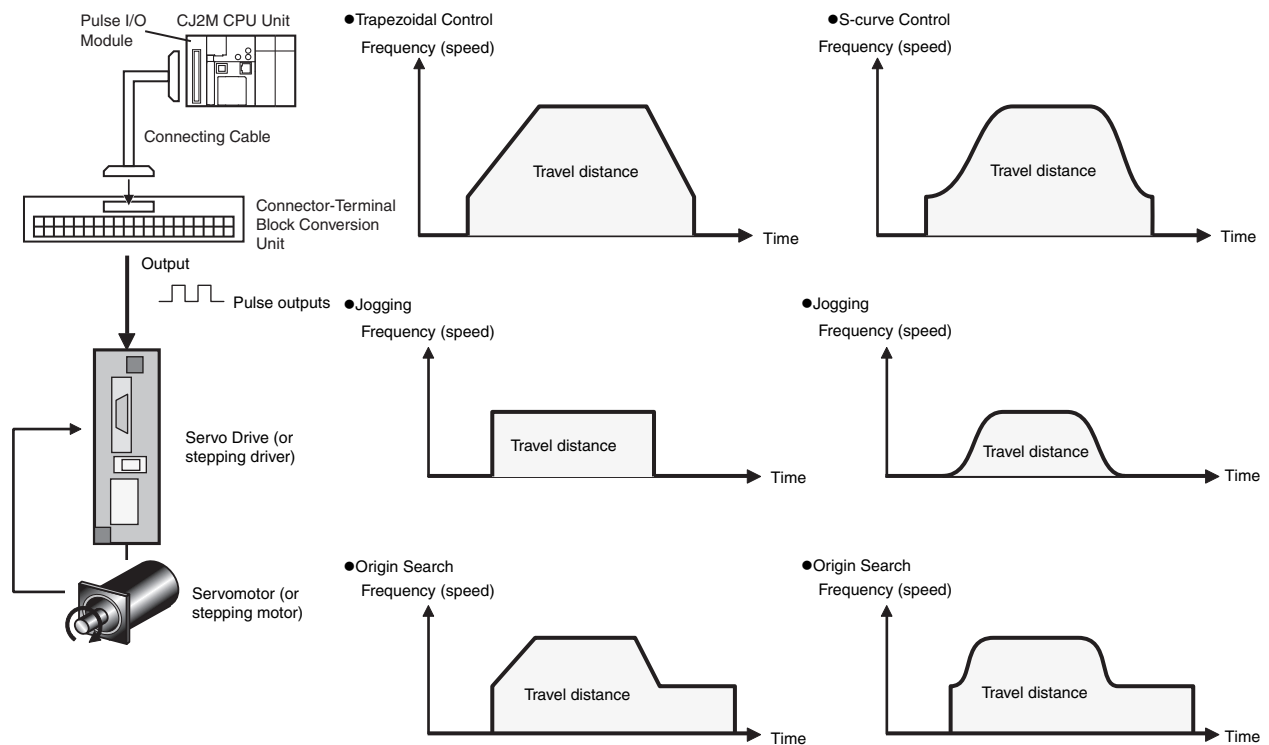 Pulse I/O
Module
CJ2M CPU Unit
Connecting Cable
Connector-Terminal
Block Conversion
Unit
Output
Pulse outputs
Servo Drive (or
stepping driver)
Servomotor (or
stepping motor)
●Trapezoidal Control
Frequency (speed)
Travel distance
Time
●S-curve Control
Frequency (speed)
Travel distance
Time
●Jogging
Frequency (speed)
Travel distance
Time
●Jogging
Frequency (speed)
Travel distance
Time
●Origin Search
Frequency (speed)
Travel distance
Time
●Origin Search
Frequency (speed)
Travel distance
Time